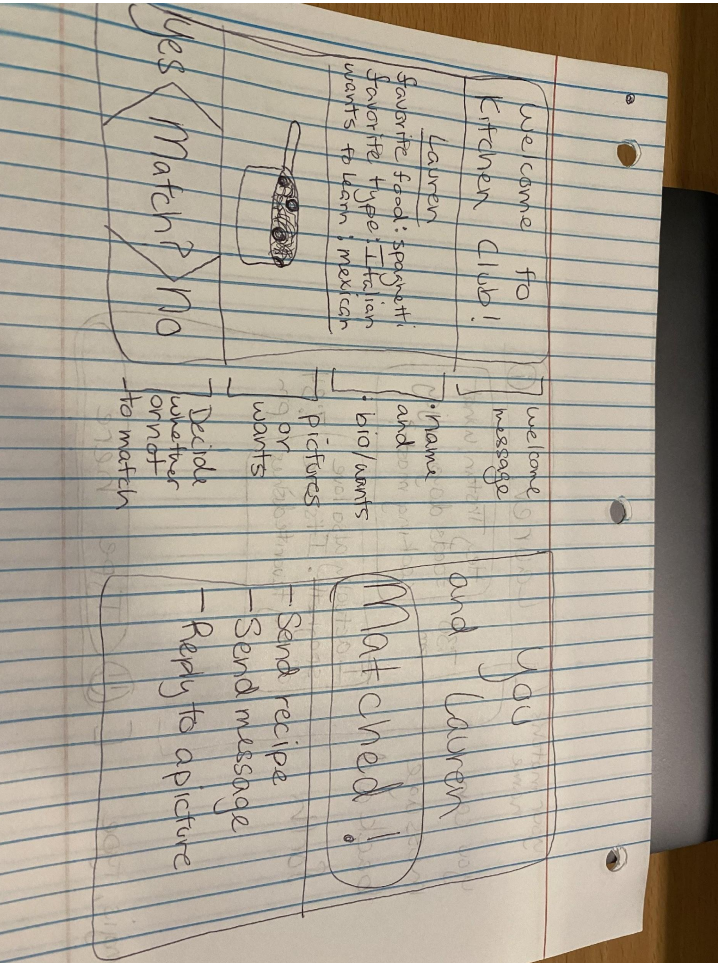 Welcome to
Kitchen Club!
Lauren
favorite food: spaghetti
favorite type: Italian
wants to learn: mexican
Yes < Match? > No
welcome
message
• name
and
• bio/wants
pictures
or
wants
Decide
whether
or not
to match
You
and Lauren
Matched!
- Send recipe
- Send message
- Reply to a picture